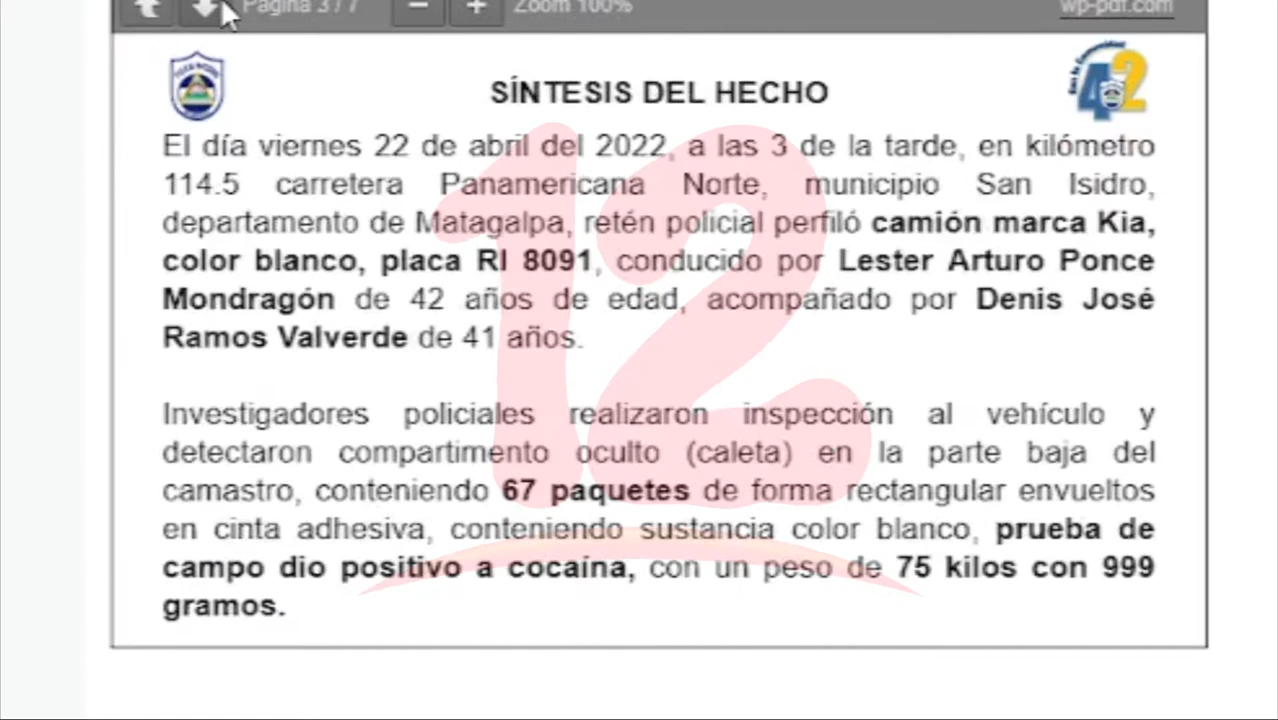 Página 3 / 7
Zoom 100%
wp-pdf.com
SÍNTESIS DEL HECHO
42
El día viernes 22 de abril del 2022, a las 3 de la tarde, en kilómetro
114.5 carretera Panamericana Norte, municipio San Isidro,
departamento de Matagalpa, retén policial perfiló camión marca Kia,
color blanco, placa RI 8091, conducido por Lester Arturo Ponce
Mondragón de 42 años de edad, acompañado por Denis José
Ramos Valverde de 41 años.
Investigadores policiales realizaron inspección al vehículo y
detectaron compartimento oculto (caleta) en la parte baja del
camastro, conteniendo 67 paquetes de forma rectangular envueltos
en cinta adhesiva, conteniendo sustancia color blanco, prueba de
campo dio positivo a cocaína, con un peso de 75 kilos con 999
gramos.
12